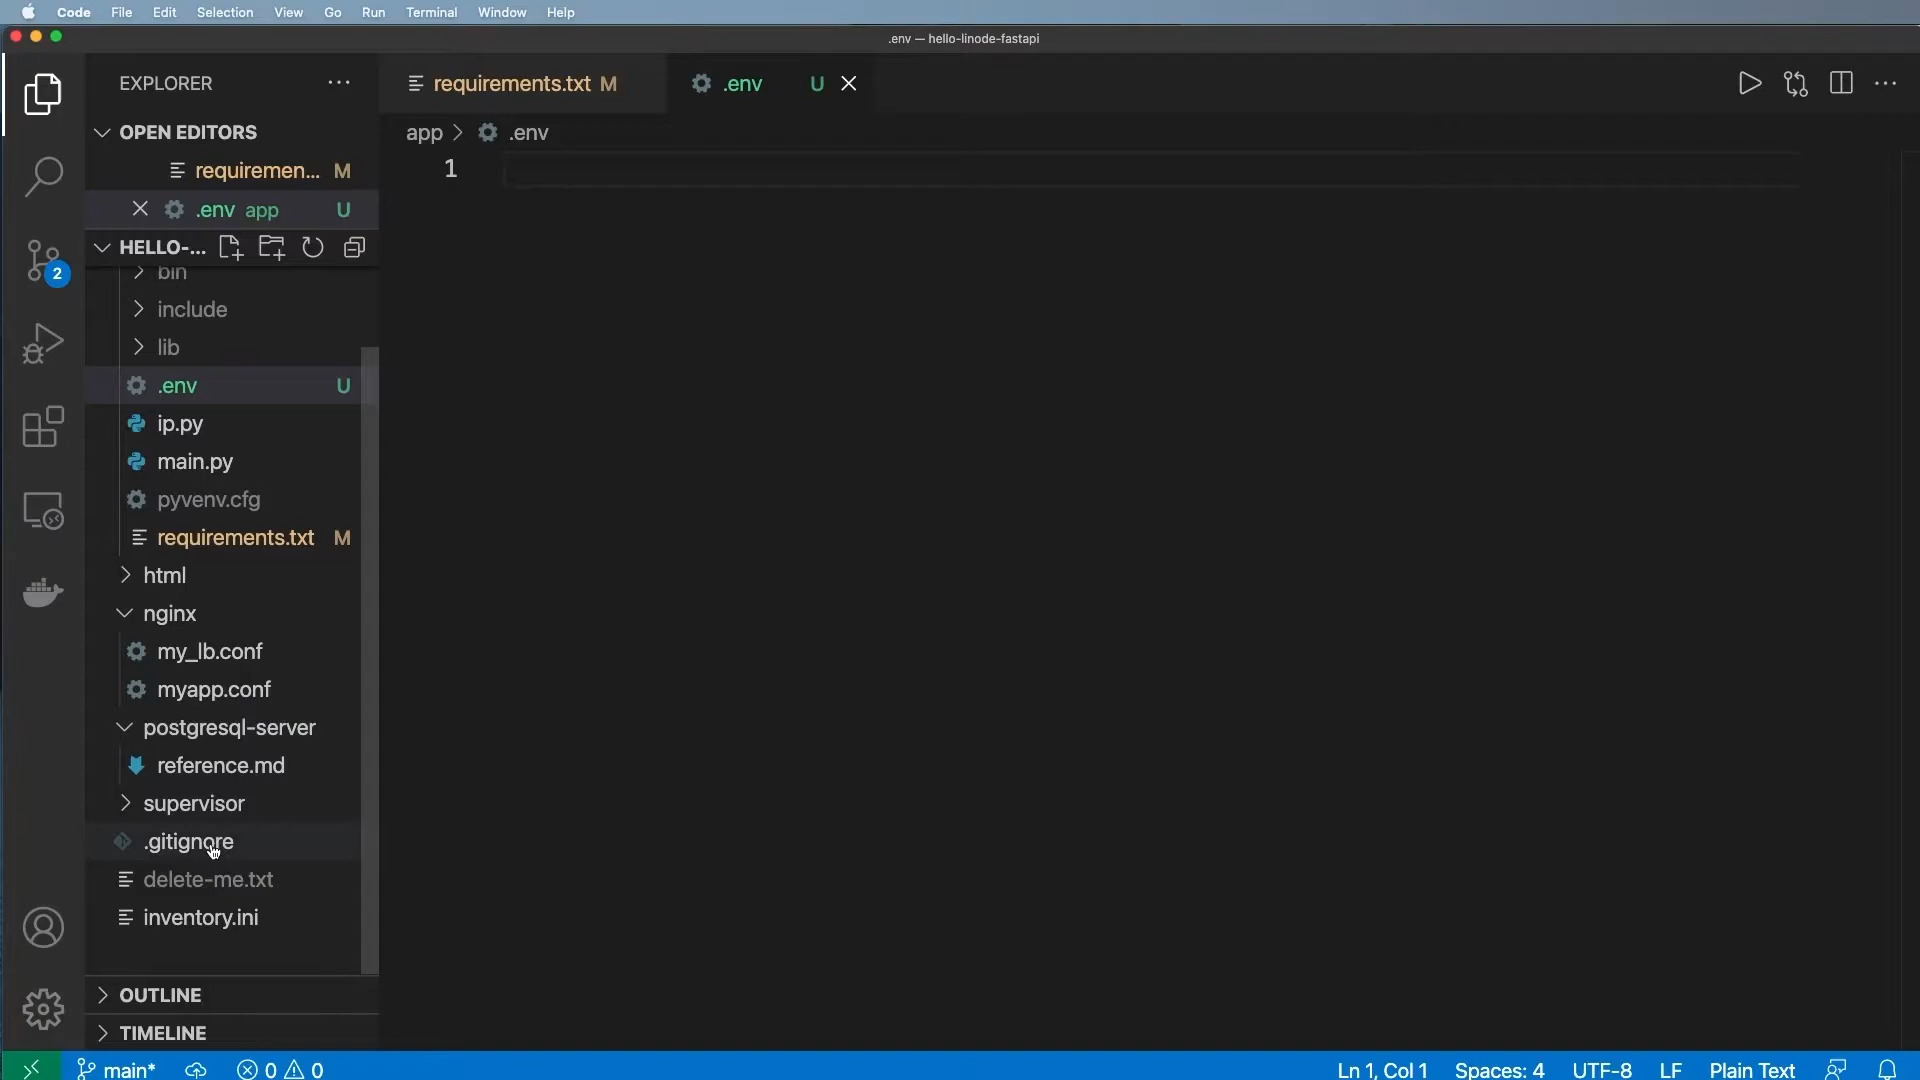 Code File Edit Selection View Go Run Terminal Window Help
.env — hello-linode-fastapi
EXPLORER
requirements.txt M
.env U
OPEN EDITORS
app > .env
requiremen... M
1
.env app U
HELLO-...
2
bin
include
lib
.env U
ip.py
main.py
pyvenv.cfg
requirements.txt M
html
nginx
my_lb.conf
myapp.conf
postgresql-server
reference.md
supervisor
.gitignore
delete-me.txt
inventory.ini
OUTLINE
TIMELINE
main* 0 0 Ln 1, Col 1 Spaces: 4 UTF-8 LF Plain Text